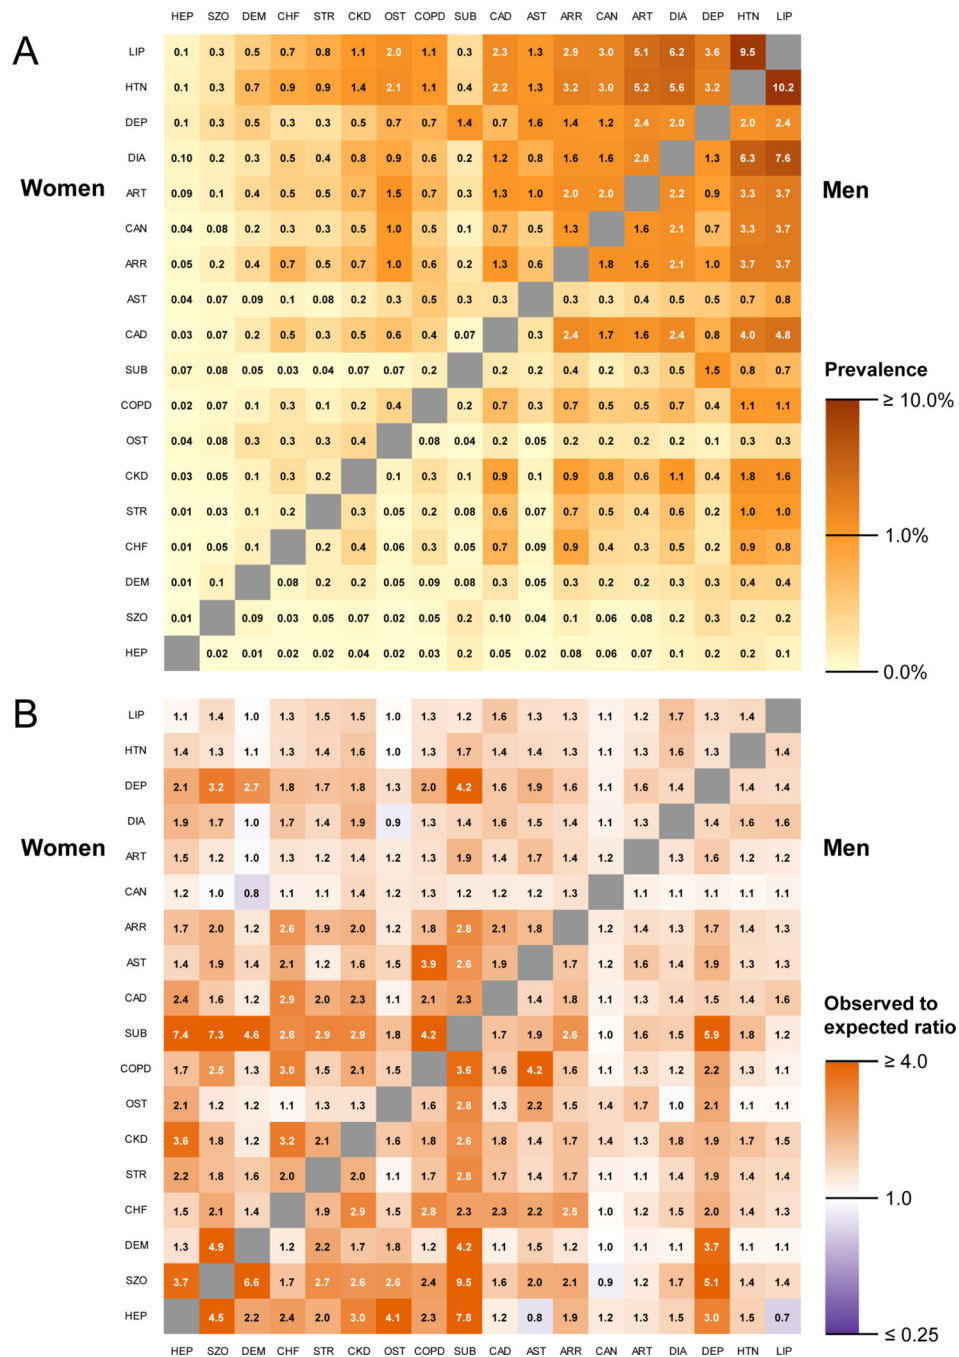 HEP SZO DEM CHF STR CKD OST COPD SUB CAD AST ARR CAN ART DIA DEP HTN LIP
A
LIP 0.1 0.3 0.5 0.7 0.8 1.1 2.0 1.1 0.3 2.3 1.3 2.9 3.0 5.1 6.2 3.6 9.5
HTN 0.1 0.3 0.7 0.9 0.9 1.4 2.1 1.1 0.4 2.2 1.3 3.2 3.0 5.2 5.6 3.2 10.2
DEP 0.1 0.3 0.5 0.3 0.3 0.5 0.7 0.7 1.4 0.7 1.6 1.4 1.2 2.4 2.0 2.0 2.4
DIA 0.10 0.2 0.3 0.5 0.4 0.8 0.9 0.6 0.2 1.2 0.8 1.6 1.6 2.8 1.3 6.3 7.6
Women
Men
ART 0.09 0.1 0.4 0.5 0.5 0.7 1.5 0.7 0.3 1.3 1.0 2.0 2.0 2.2 0.9 3.3 3.7
CAN 0.04 0.08 0.2 0.3 0.3 0.5 1.0 0.5 0.1 0.7 0.5 1.3 1.6 2.1 0.7 3.3 3.7
ARR 0.05 0.2 0.4 0.7 0.5 0.7 1.0 0.6 0.2 1.3 0.6 1.8 1.6 2.1 1.0 3.7 3.7
AST 0.04 0.07 0.09 0.1 0.08 0.2 0.3 0.5 0.3 0.3 0.3 0.3 0.4 0.5 0.5 0.7 0.8
CAD 0.03 0.07 0.2 0.5 0.3 0.5 0.6 0.4 0.07 0.3 2.4 1.7 1.6 2.4 0.8 4.0 4.8
SUB 0.07 0.08 0.05 0.03 0.04 0.07 0.07 0.2 0.2 0.2 0.4 0.2 0.3 0.5 1.5 0.8 0.7
COPD 0.02 0.07 0.1 0.3 0.1 0.2 0.4 0.2 0.7 0.3 0.7 0.5 0.5 0.7 0.4 1.1 1.1
OST 0.04 0.08 0.3 0.3 0.3 0.4 0.08 0.04 0.2 0.05 0.2 0.2 0.2 0.2 0.1 0.3 0.3
CKD 0.03 0.05 0.1 0.3 0.2 0.1 0.3 0.1 0.9 0.1 0.9 0.8 0.6 1.1 0.4 1.8 1.6
STR 0.01 0.03 0.1 0.2 0.3 0.05 0.2 0.08 0.6 0.07 0.7 0.5 0.4 0.6 0.2 1.0 1.0
CHF 0.01 0.05 0.1 0.2 0.4 0.06 0.3 0.05 0.7 0.09 0.9 0.4 0.3 0.5 0.2 0.9 0.8
DEM 0.01 0.1 0.08 0.2 0.2 0.05 0.09 0.08 0.3 0.05 0.3 0.2 0.2 0.3 0.3 0.4 0.4
SZO 0.01 0.09 0.03 0.05 0.07 0.02 0.05 0.2 0.10 0.04 0.1 0.06 0.08 0.2 0.3 0.2 0.2
HEP 0.02 0.01 0.02 0.02 0.04 0.02 0.03 0.2 0.05 0.02 0.08 0.06 0.07 0.1 0.2 0.2 0.1
Prevalence
≥ 10.0%
1.0%
0.0%
B
LIP 1.1 1.4 1.0 1.3 1.5 1.5 1.0 1.3 1.2 1.6 1.3 1.3 1.1 1.2 1.7 1.3 1.4
HTN 1.4 1.3 1.1 1.3 1.4 1.6 1.0 1.3 1.7 1.4 1.4 1.3 1.1 1.3 1.6 1.3 1.4
DEP 2.1 3.2 2.7 1.8 1.7 1.8 1.3 2.0 4.2 1.6 1.9 1.6 1.1 1.6 1.4 1.4 1.4
DIA 1.9 1.7 1.0 1.7 1.4 1.9 0.9 1.3 1.4 1.6 1.5 1.4 1.1 1.3 1.4 1.6 1.6
Women
Men
ART 1.5 1.2 1.0 1.3 1.2 1.4 1.2 1.3 1.9 1.4 1.7 1.4 1.2 1.3 1.6 1.2 1.2
CAN 1.2 1.0 0.8 1.1 1.1 1.4 1.2 1.3 1.2 1.2 1.2 1.3 1.1 1.1 1.1 1.1 1.1
ARR 1.7 2.0 1.2 2.6 1.9 2.0 1.2 1.8 2.8 2.1 1.8 1.2 1.4 1.3 1.7 1.4 1.3
AST 1.4 1.9 1.4 2.1 1.2 1.6 1.5 3.9 2.6 1.9 1.7 1.2 1.6 1.4 1.9 1.3 1.3
CAD 2.4 1.6 1.2 2.9 2.0 2.3 1.1 2.1 2.3 1.4 1.8 1.1 1.3 1.4 1.5 1.4 1.6
SUB 7.4 7.3 4.6 2.8 2.9 2.9 1.8 4.2 1.7 1.9 2.6 1.0 1.6 1.5 5.9 1.8 1.2
COPD 1.7 2.5 1.3 3.0 1.5 2.1 1.5 3.6 1.6 4.2 1.6 1.1 1.3 1.2 2.2 1.3 1.1
OST 2.1 1.2 1.2 1.1 1.3 1.3 1.6 2.8 1.3 2.2 1.5 1.4 1.7 1.0 2.1 1.1 1.1
CKD 3.6 1.8 1.2 3.2 2.1 1.6 1.8 2.6 1.8 1.4 1.7 1.4 1.3 1.8 1.9 1.7 1.5
STR 2.2 1.8 1.6 2.0 2.0 1.1 1.7 2.8 1.7 1.4 1.7 1.1 1.1 1.4 1.9 1.4 1.4
CHF 1.5 2.1 1.4 1.9 2.9 1.5 2.8 2.3 2.3 2.2 2.5 1.0 1.2 1.5 2.0 1.4 1.3
DEM 1.3 4.9 1.2 2.2 1.7 1.8 1.2 4.2 1.1 1.5 1.2 1.0 1.1 1.1 3.7 1.1 1.1
SZO 3.7 6.6 1.7 2.7 2.6 2.6 2.4 9.5 1.6 2.0 2.1 0.9 1.2 1.7 5.1 1.4 1.4
HEP 4.5 2.2 2.4 2.0 3.0 4.1 2.3 7.8 1.2 0.8 1.9 1.2 1.3 1.2 3.0 1.5 0.7
Observed to
expected ratio
≥ 4.0
1.0
≤ 0.25
HEP SZO DEM CHF STR CKD OST COPD SUB CAD AST ARR CAN ART DIA DEP HTN LIP